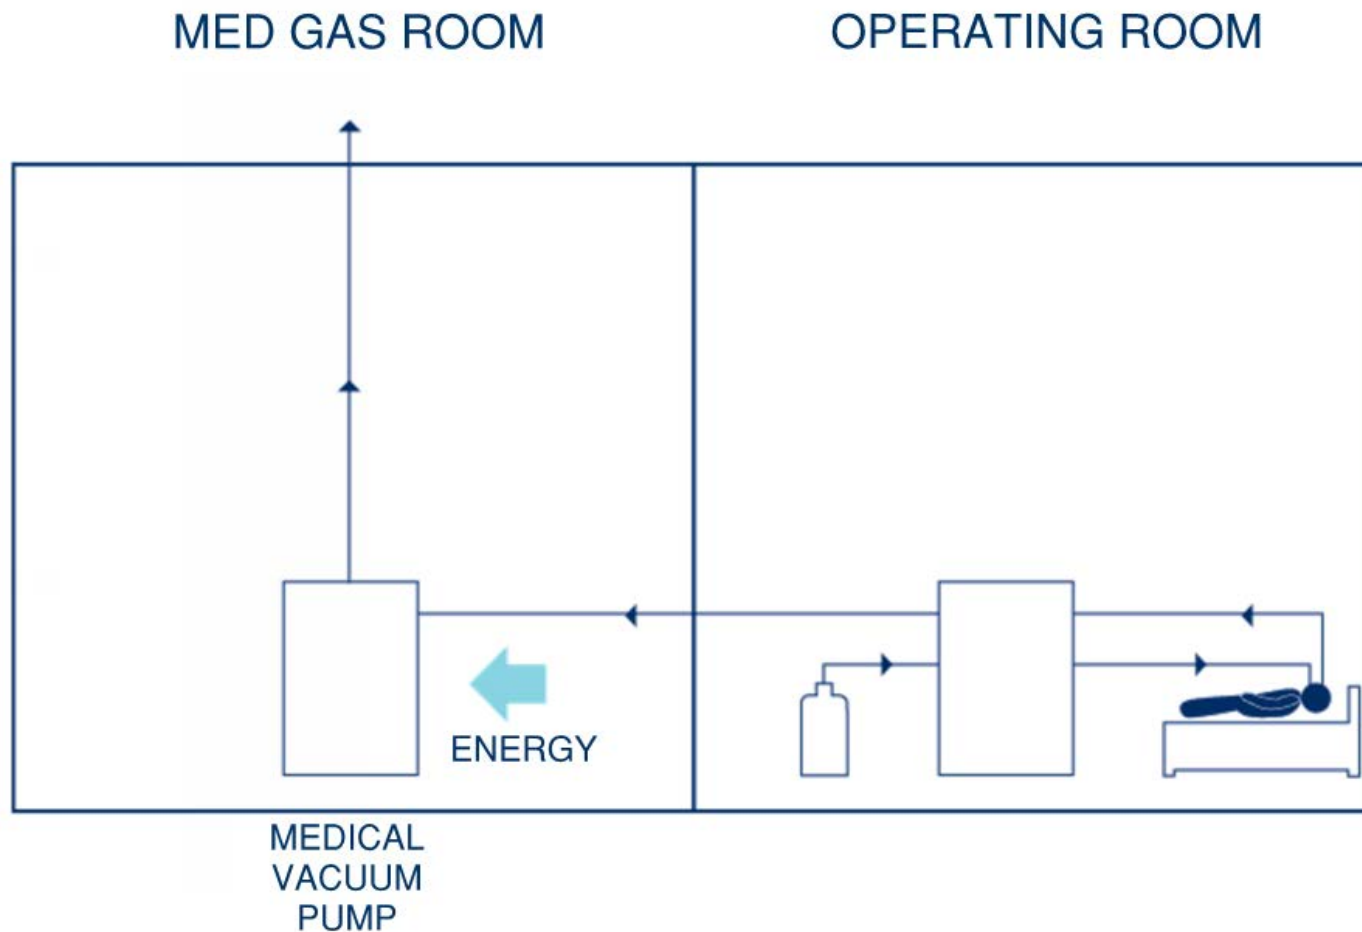 MED GAS ROOM
OPERATING ROOM
ENERGY
MEDICAL
VACUUM
PUMP